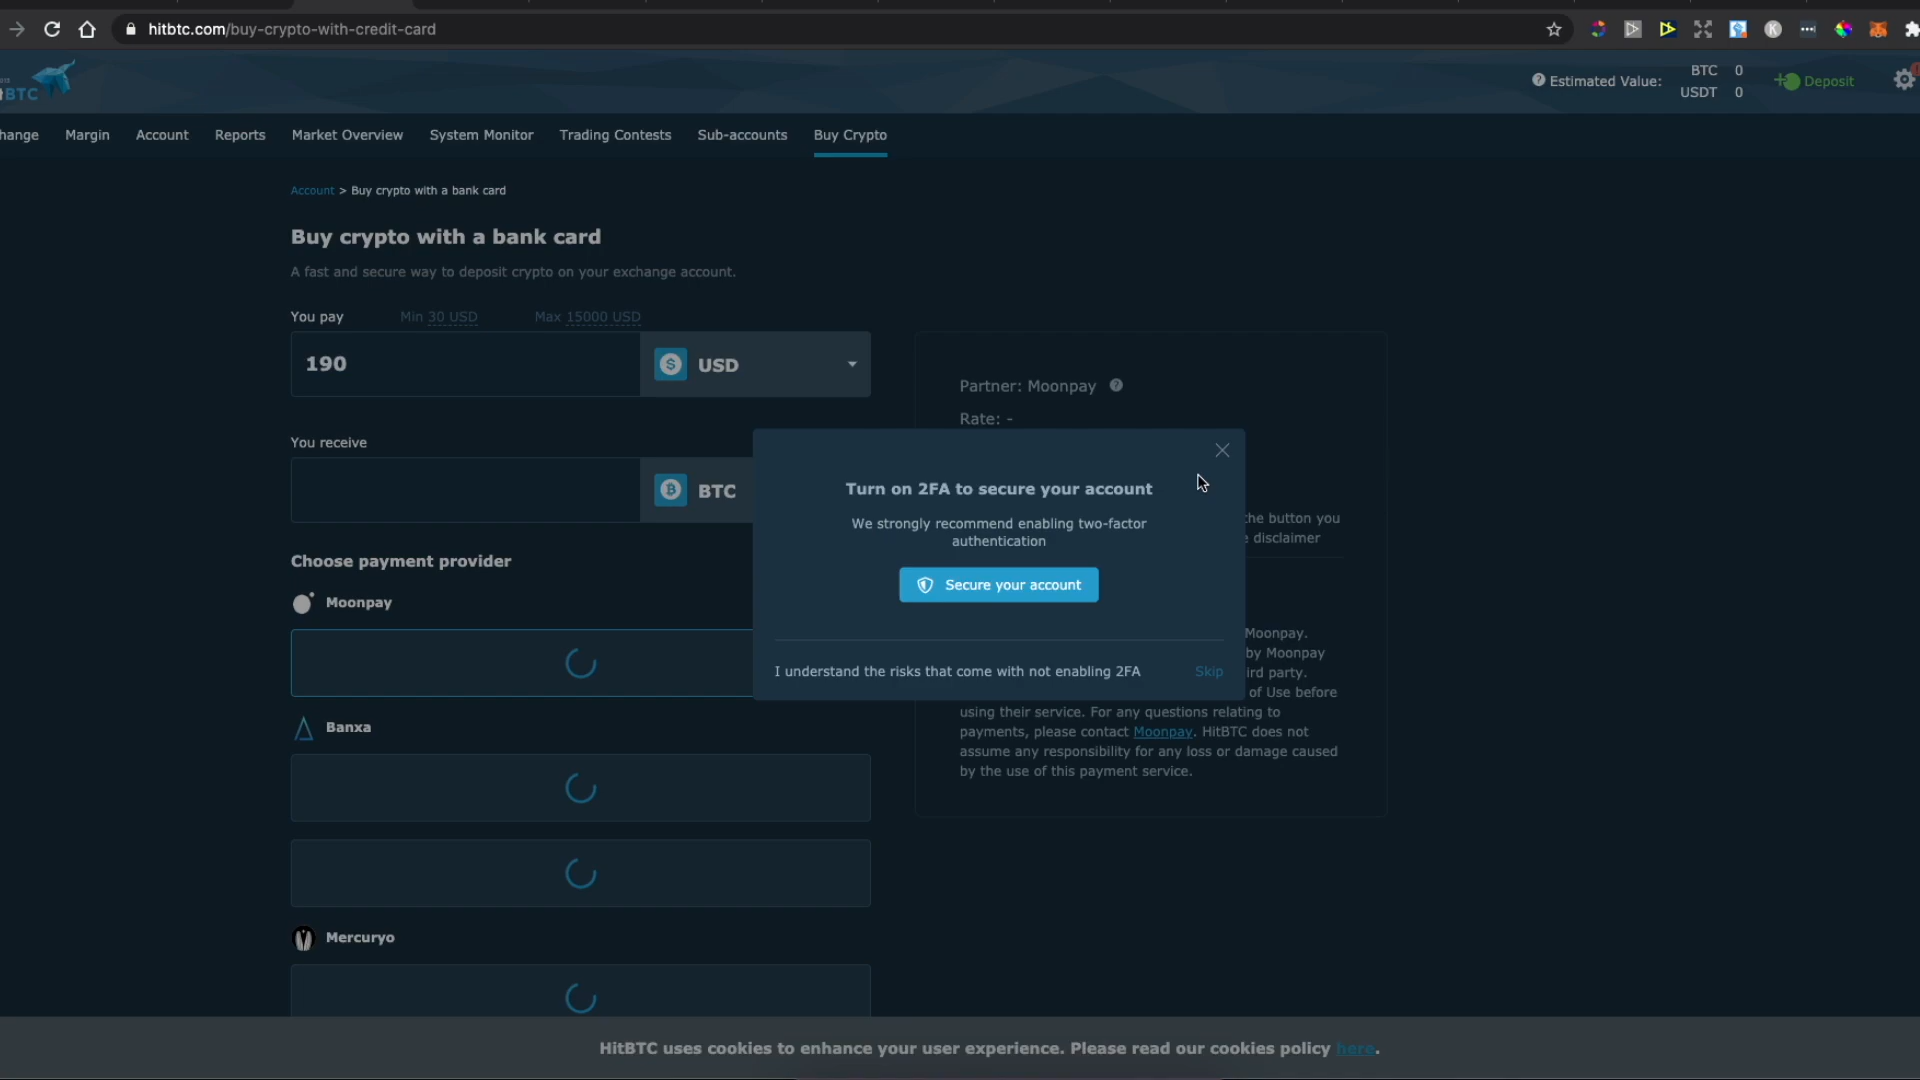 hitbtc.com/buy-crypto-with-credit-card
BTC
Estimated Value:
BTC 0
USDT 0
Deposit
hange Margin Account Reports Market Overview System Monitor Trading Contests Sub-accounts Buy Crypto
Account > Buy crypto with a bank card
Buy crypto with a bank card
A fast and secure way to deposit crypto on your exchange account.
You pay Min 30 USD Max 15000 USD
190 USD
Partner: Moonpay
Rate: -
You receive
BTC
Turn on 2FA to secure your account
We strongly recommend enabling two-factor
authentication
Secure your account
I understand the risks that come with not enabling 2FA Skip
the button you
disclaimer
Choose payment provider
Moonpay
Moonpay.
by Moonpay
ird party.
of Use before
using their service. For any questions relating to
payments, please contact Moonpay. HitBTC does not
assume any responsibility for any loss or damage caused
by the use of this payment service.
Banxa
Mercuryo
HitBTC uses cookies to enhance your user experience. Please read our cookies policy here.